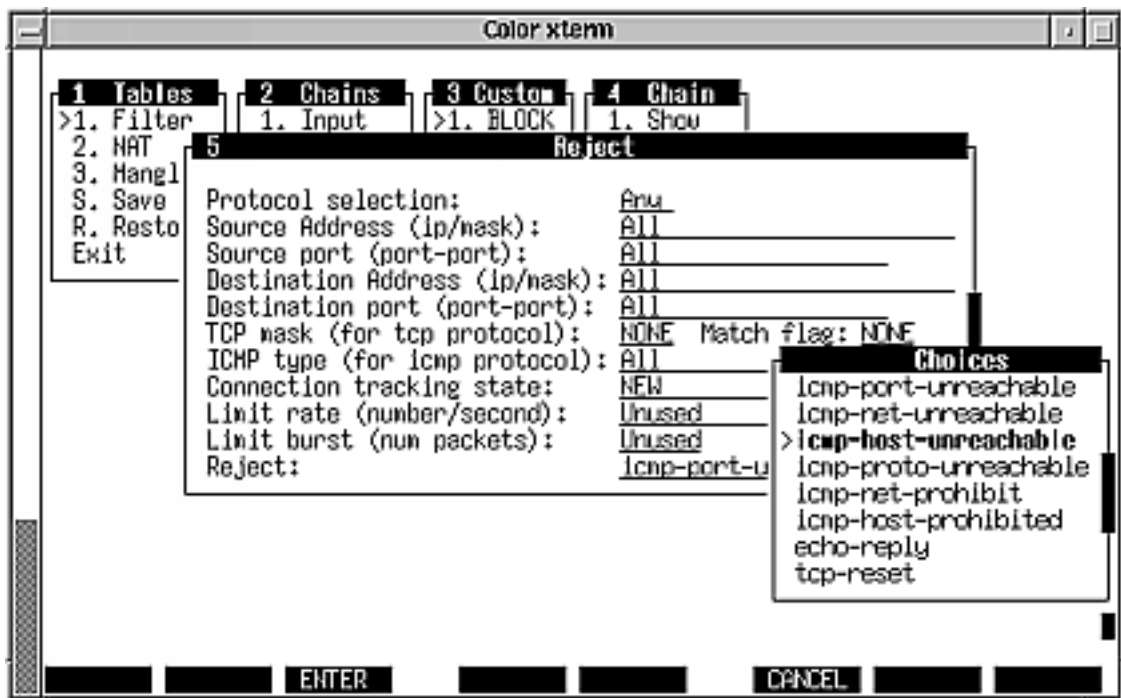 Color xterm
1 Tables
>1. Filter
2. NAT
3. Mangl
S. Save
R. Resto
Exit
2 Chains
1. Input
3 Custom
>1. BLOCK
4 Chain
1. Show
5 Reject
Protocol selection: Any
Source Address (ip/mask): All
Source port (port-port): All
Destination Address (ip/mask): All
Destination port (port-port): All
TCP mask (for tcp protocol): NONE Match flag: NONE
ICMP type (for icmp protocol): All
Connection tracking state: NEW
Limit rate (number/second): Unused
Limit burst (num packets): Unused
Reject: icmp-port-u
Choices
icmp-port-unreachable
icmp-net-unreachable
>icmp-host-unreachable
icmp-proto-unreachable
icmp-net-prohibit
icmp-host-prohibited
echo-reply
tcp-reset
ENTER CANCEL